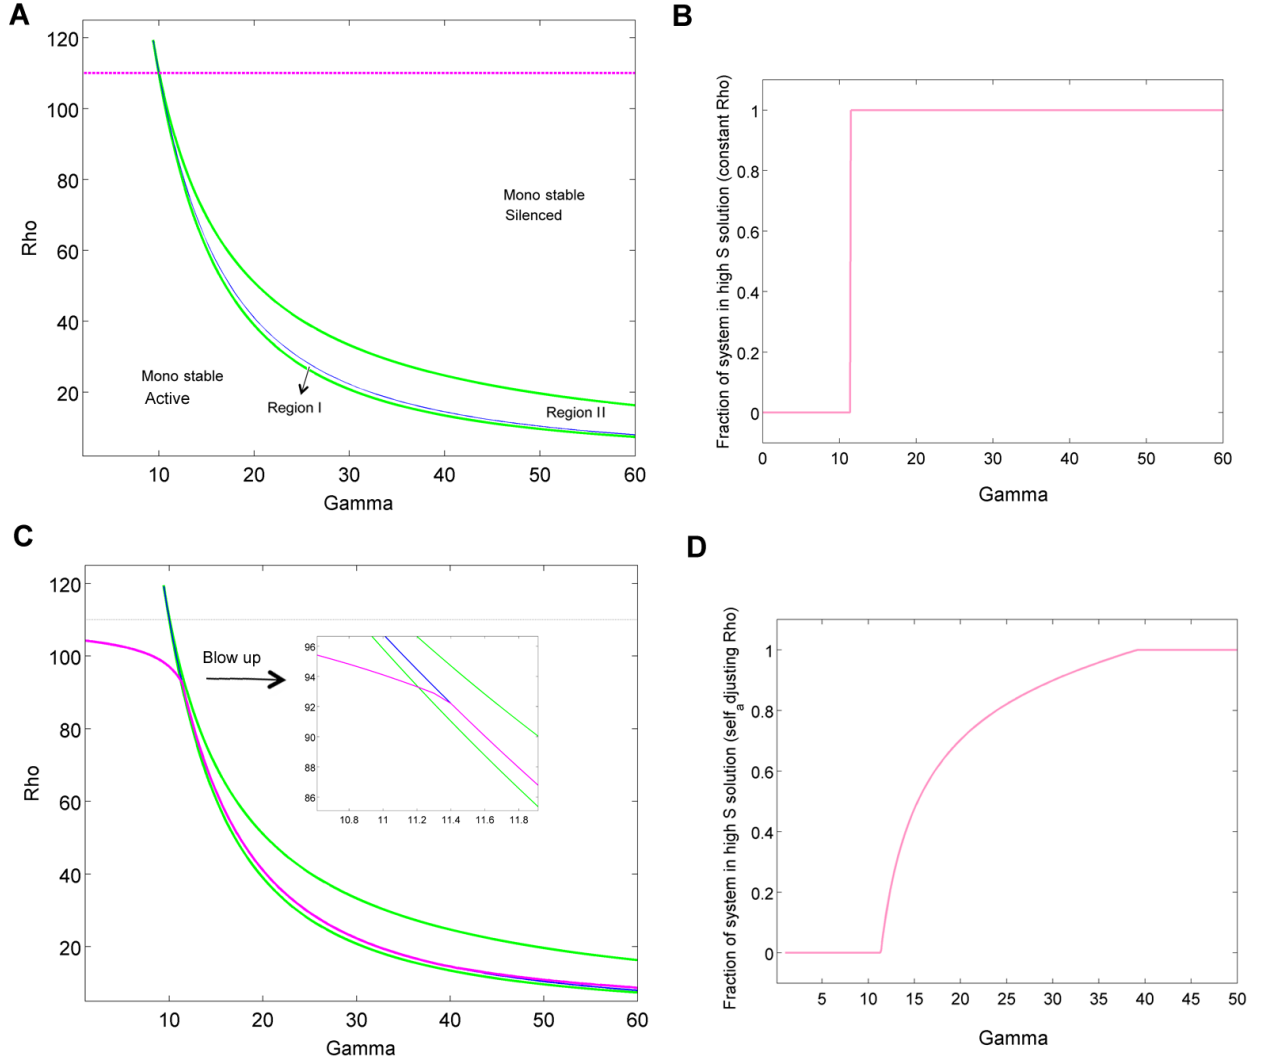 A
120
100
80
60
40
20
Rho
Mono stable
Silenced
Mono stable
Active
Region I
Region II
10 20 30 40 50 60
Gamma
B
Fraction of system in high S solution (constant Rho)
1
0.8
0.6
0.4
0.2
0
0 10 20 30 40 50 60
Gamma
C
120
100
80
60
40
20
Rho
Blow up
96
94
92
90
88
86
10.8 11 11.2 11.4 11.6 11.8
10 20 30 40 50 60
Gamma
D
Fraction of system in high S solution (self_adjusting Rho)
1
0.8
0.6
0.4
0.2
0
5 10 15 20 25 30 35 40 45 50
Gamma